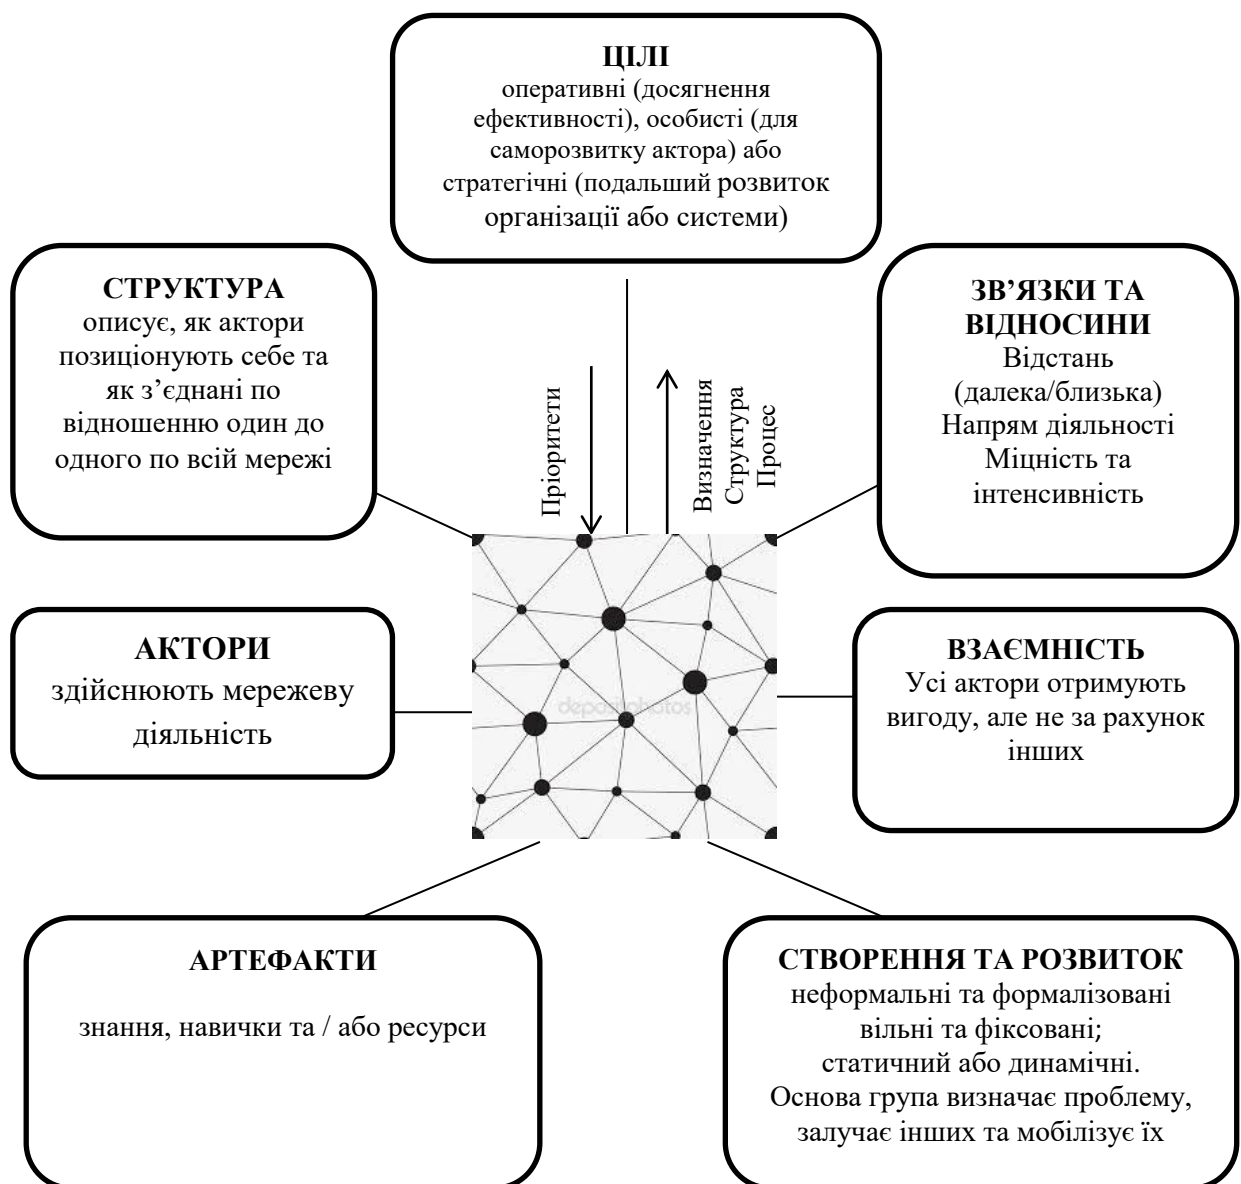 ЦІЛІ
оперативні (досягнення
ефективності), особисті (для
саморозвитку актора) або
стратегічні (подальший розвиток
організації або системи)
СТРУКТУРА
описує, як актори
позиціонують себе та
як з’єднані по
відношенню один до
одного по всій мережі
ЗВ’ЯЗКИ ТА
ВІДНОСИНИ
Відстань
(далека/близька)
Напрям діяльності
Міцність та
інтенсивність
Пріоритети
Визначення
Структура
Процес
АКТОРИ
здійснюють мережеву
діяльність
depositphotos
ВЗАЄМНІСТЬ
Усі актори отримують
вигоду, але не за рахунок
інших
АРТЕФАКТИ
знання, навички та / або ресурси
СТВОРЕННЯ ТА РОЗВИТОК
неформальні та формалізовані
вільні та фіксовані;
статичний або динамічні.
Основа група визначає проблему,
залучає інших та мобілізує їх